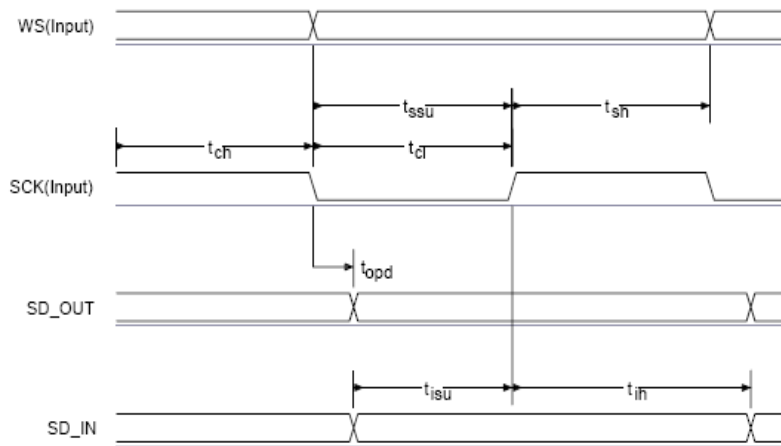 WS(Input)
tssu
tsh
tch
tcl
SCK(Input)
topd
SD_OUT
tisu
tih
SD_IN